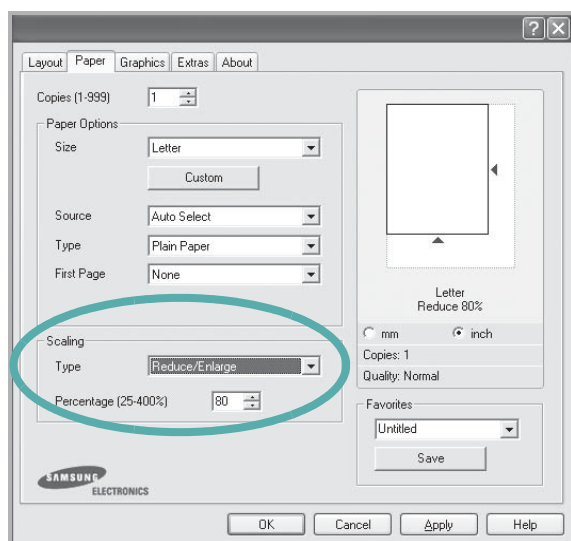 ? X
Layout Paper Graphics Extras About
Copies (1-999) 1
Paper Options
Size Letter
Custom
Source Auto Select
Type Plain Paper
First Page None
Letter
Reduce 80%
mm inch
Copies: 1
Quality: Normal
Scaling
Type Reduce/Enlarge
Percentage (25-400%) 80
Favorites
Untitled
Save
SAMSUNG
ELECTRONICS
OK Cancel Apply Help